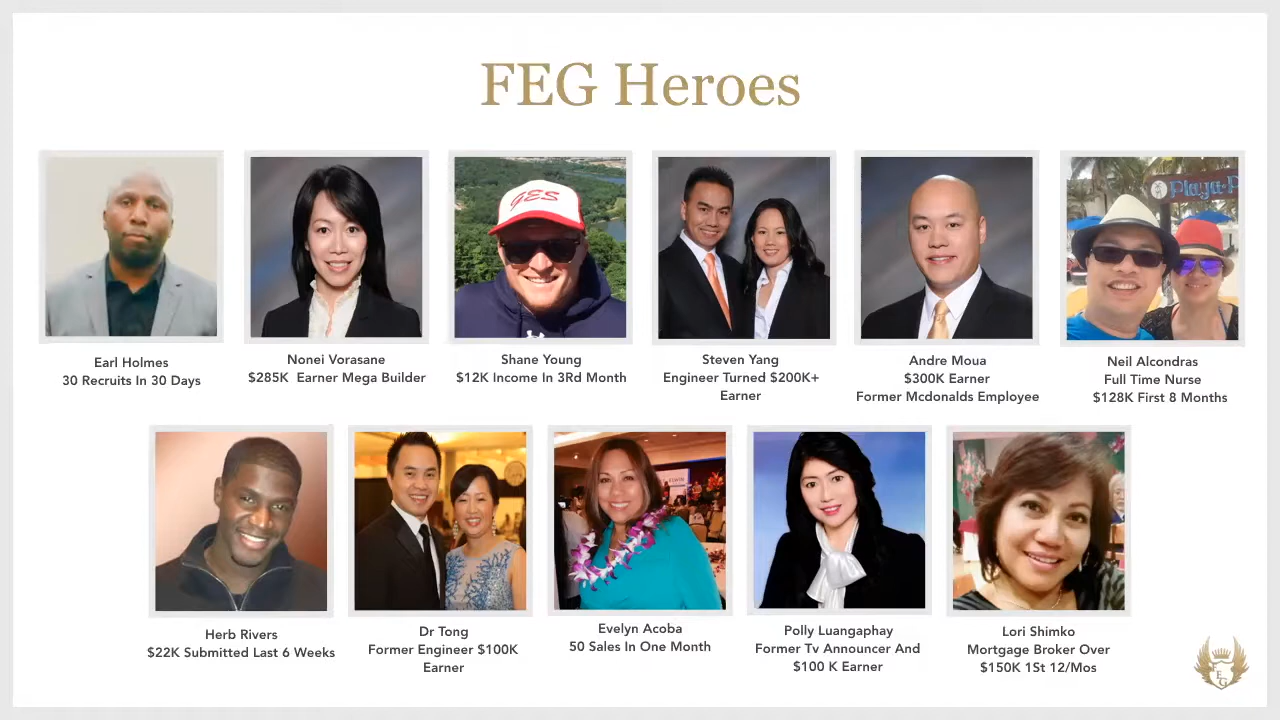 FEG Heroes
GES
Playa P
Earl Holmes
30 Recruits In 30 Days
Nonei Vorasane
$285K Earner Mega Builder
Shane Young
$12K Income In 3Rd Month
Steven Yang
Engineer Turned $200K+
Earner
Andre Moua
$300K Earner
Former Mcdonalds Employee
Neil Alcondras
Full Time Nurse
$128K First 8 Months
Herb Rivers
$22K Submitted Last 6 Weeks
Dr Tong
Former Engineer $100K
Earner
Evelyn Acoba
50 Sales In One Month
Polly Luangaphay
Former Tv Announcer And
$100 K Earner
Lori Shimko
Mortgage Broker Over
$150K 1St 12/Mos
FEG